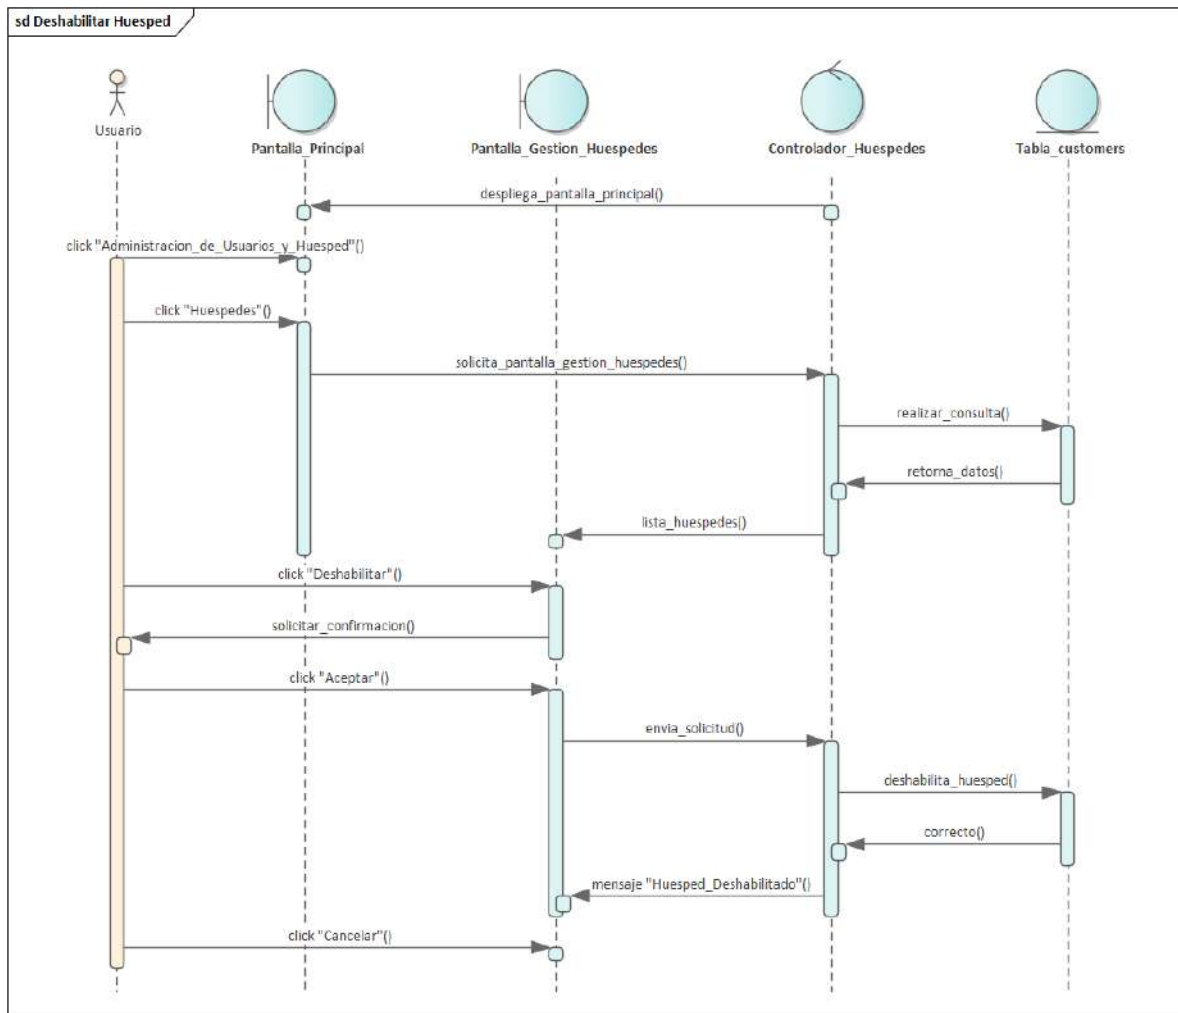 sd Deshabilitar Huesped
Usuario
Pantalla_Principal
Pantalla_Gestion_Huespedes
Controlador_Huespedes
Tabla_customers
despliega_pantalla_principal()
click "Administracion_de_Usuarios_y_Huesped"()
click "Huespedes"()
solicita_pantalla_gestion_huespedes()
realizar_consulta()
retorna_datos()
lista_huespedes()
click "Deshabilitar"()
solicitar_confirmacion()
click "Aceptar"()
envia_solicitud()
deshabilita_huesped()
correcto()
mensaje "Huesped_Deshabilitado"()
click "Cancelar"()